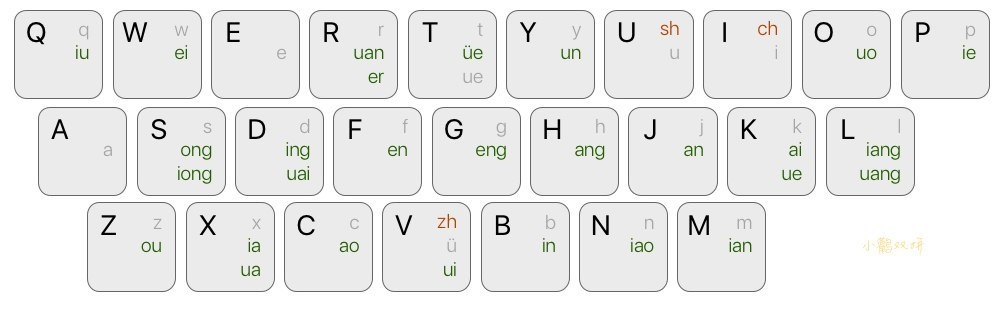 Q q W w E R r T t Y y U sh I ch O o P p
iu ei e uan üe un u i uo ie
er ue
A S s D d F f G g H h J j K k L l
a ong ing en eng ang an ai iang
iong uai ue uang
Z z X x C c V zh B b N n M m
ou ia ao ü in iao ian
ua ui
小鹤双拼